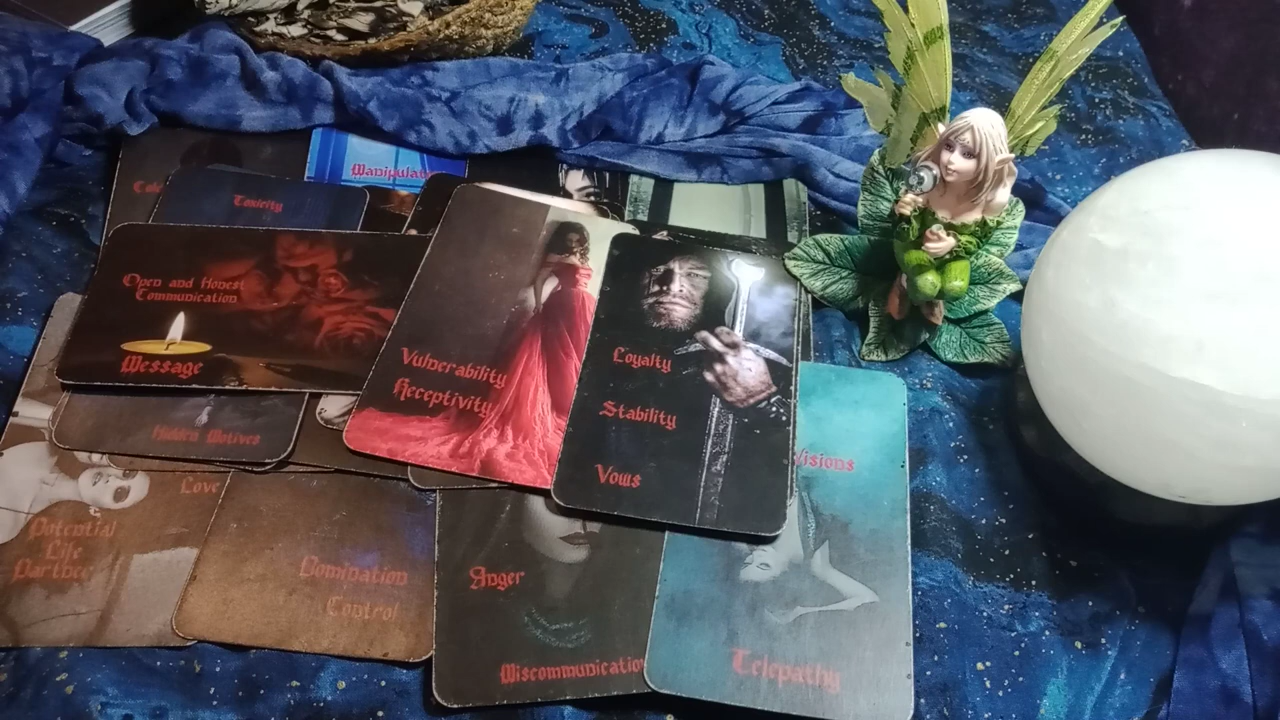 Manipulat
Toxicity
Open and Honest
Communication
Message
Vulnerability
Receptivity
Loyalty
Stability
Vows
Hidden Motives
Visions
Love
Potential
Life
Partner
Domination
Control
Anger
Miscommunication
Telepathy